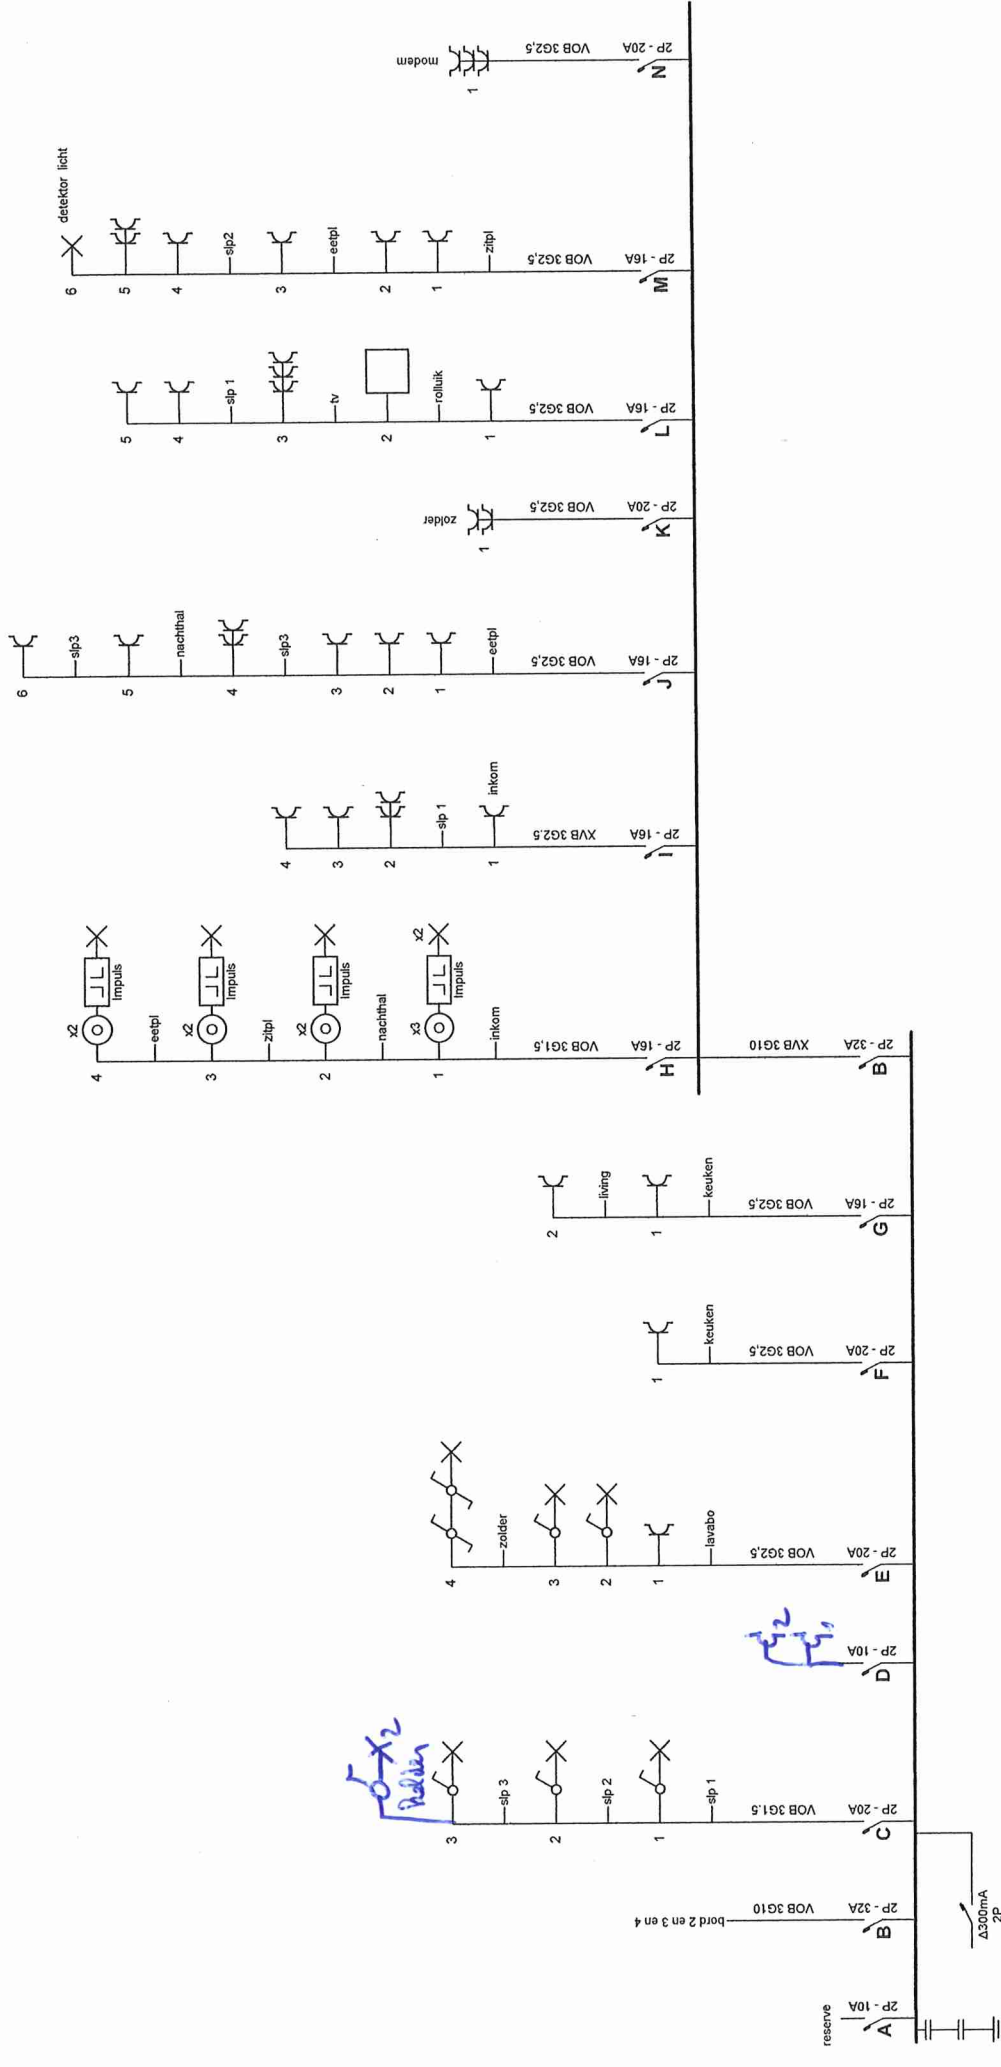 reserve
2P - 10A
A
bord 2 en 3 en 4
VOB 3G10
2P - 32A
B
Δ300mA
2P
kelder
2
3
slp 3
2
slp 2
1
slp 1
VOB 3G1.5
2P - 20A
C
2
1
2P - 10A
D
4
zolder
3
2
1
lavabo
VOB 3G2,5
2P - 20A
E
1
keuken
VOB 3G2,5
2P - 20A
F
2
living
1
keuken
VOB 3G2,5
2P - 16A
G
XVB 3G10
2P - 32A
B
4
x2
Impuls
eetpl
3
x2
Impuls
zitpl
2
x2
Impuls
nachthal
1
x3
Impuls
x2
inkom
VOB 3G1,5
2P - 16A
H
4
3
2
slp 1
1
inkom
XVB 3G2.5
2P - 16A
I
6
slp3
5
nachthal
4
slp3
3
2
1
eetpl
VOB 3G2,5
2P - 16A
J
zolder
1
VOB 3G2,5
2P - 20A
K
5
4
slp 1
3
tv
2
rolluik
1
VOB 3G2,5
2P - 16A
L
6
detektor licht
5
4
slp2
3
eetpl
2
1
zitpl
VOB 3G2,5
2P - 16A
M
modem
1
VOB 3G2,5
2P - 20A
N